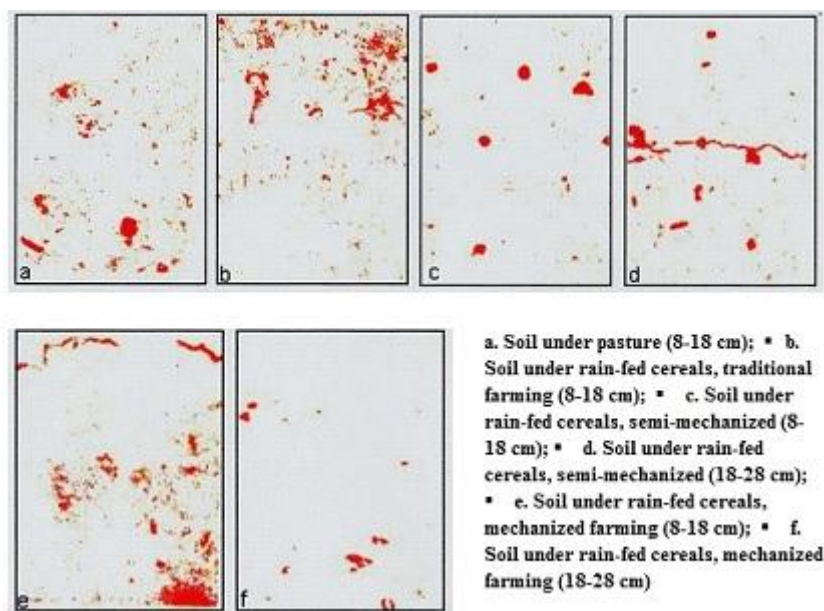 a
b
c
d
e
f
a. Soil under pasture (8-18 cm); ▪ b.
Soil under rain-fed cereals, traditional
farming (8-18 cm); ▪ c. Soil under
rain-fed cereals, semi-mechanized (8-
18 cm); ▪ d. Soil under rain-fed
cereals, semi-mechanized (18-28 cm);
▪ e. Soil under rain-fed cereals,
mechanized farming (8-18 cm); ▪ f.
Soil under rain-fed cereals, mechanized
farming (18-28 cm)